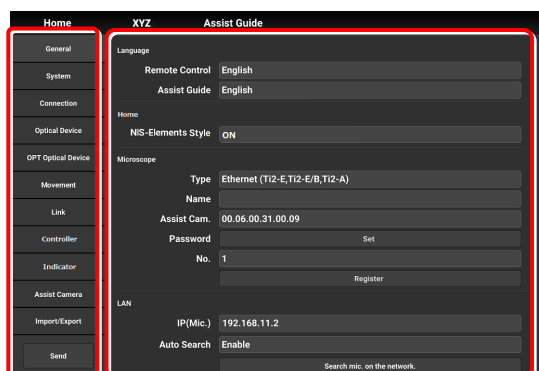 Home XYZ Assist Guide
General
System
Connection
Optical Device
OPT Optical Device
Movement
Link
Controller
Indicator
Assist Camera
Import/Export
Send
Language
Remote Control English
Assist Guide English
Home
NIS-Elements Style ON
Microscope
Type Ethernet (Ti2-E,Ti2-E/B,Ti2-A)
Name
Assist Cam. 00.06.00.31.00.09
Password Set
No. 1
Register
LAN
IP(Mic.) 192.168.11.2
Auto Search Enable
Search mic. on the network.